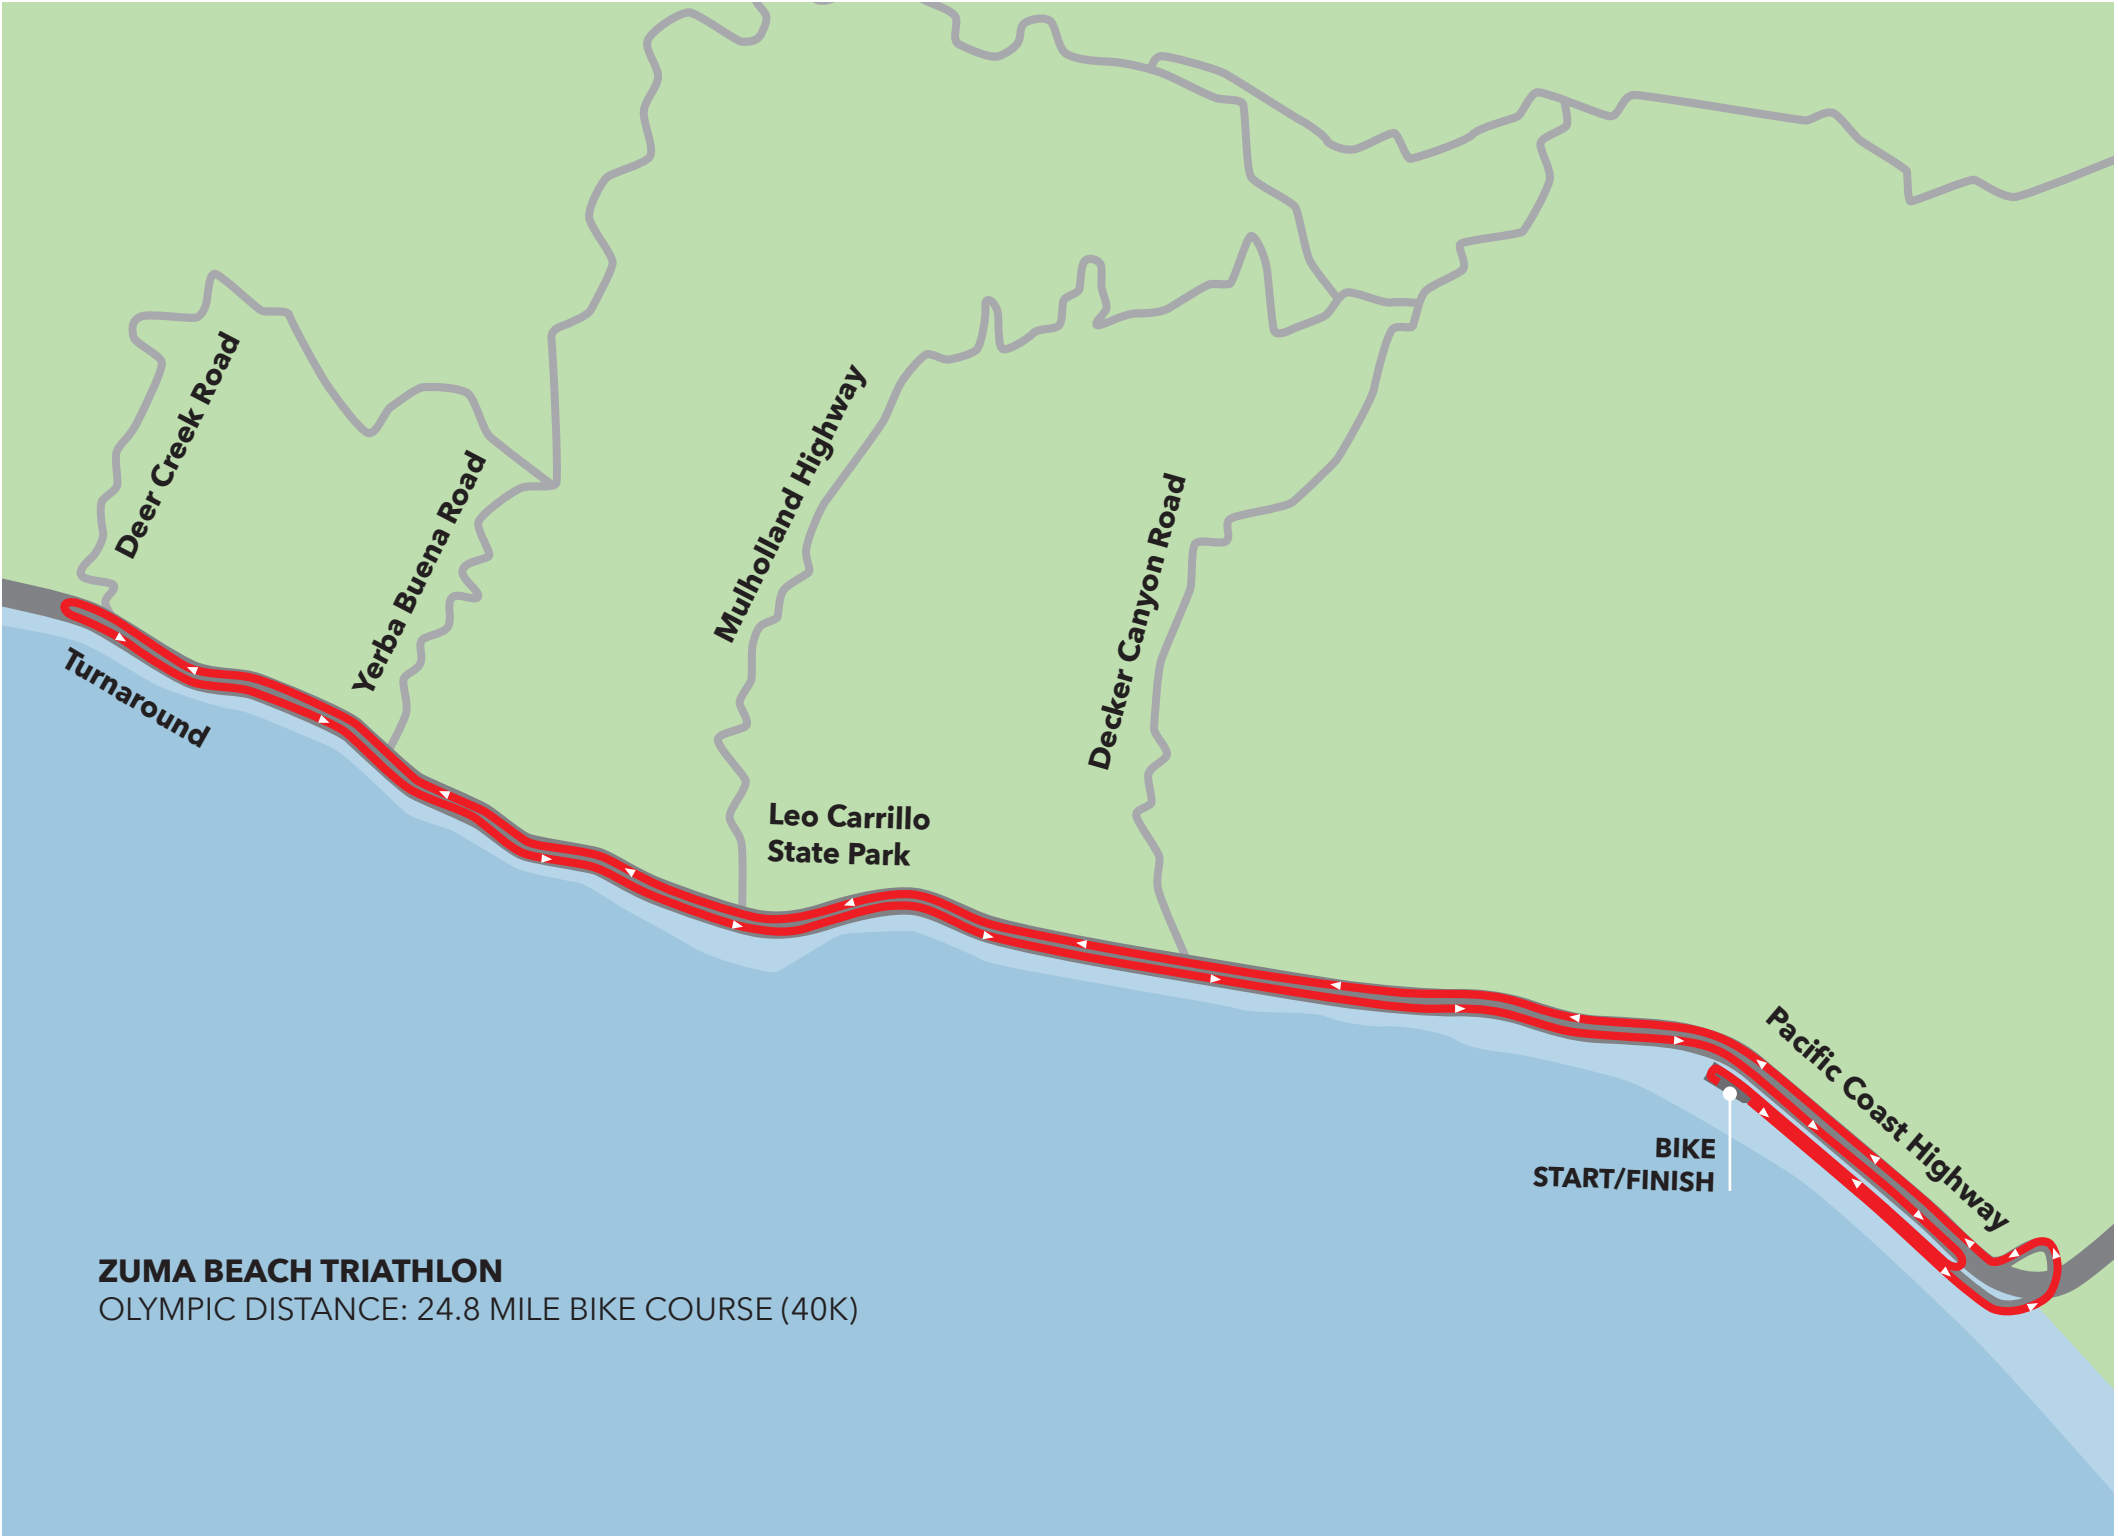 Deer Creek Road
Yerba Buena Road
Mulholland Highway
Decker Canyon Road
Turnaround
Leo Carrillo
State Park
Pacific Coast Highway
BIKE
START/FINISH
ZUMA BEACH TRIATHLON
OLYMPIC DISTANCE: 24.8 MILE BIKE COURSE (40K)